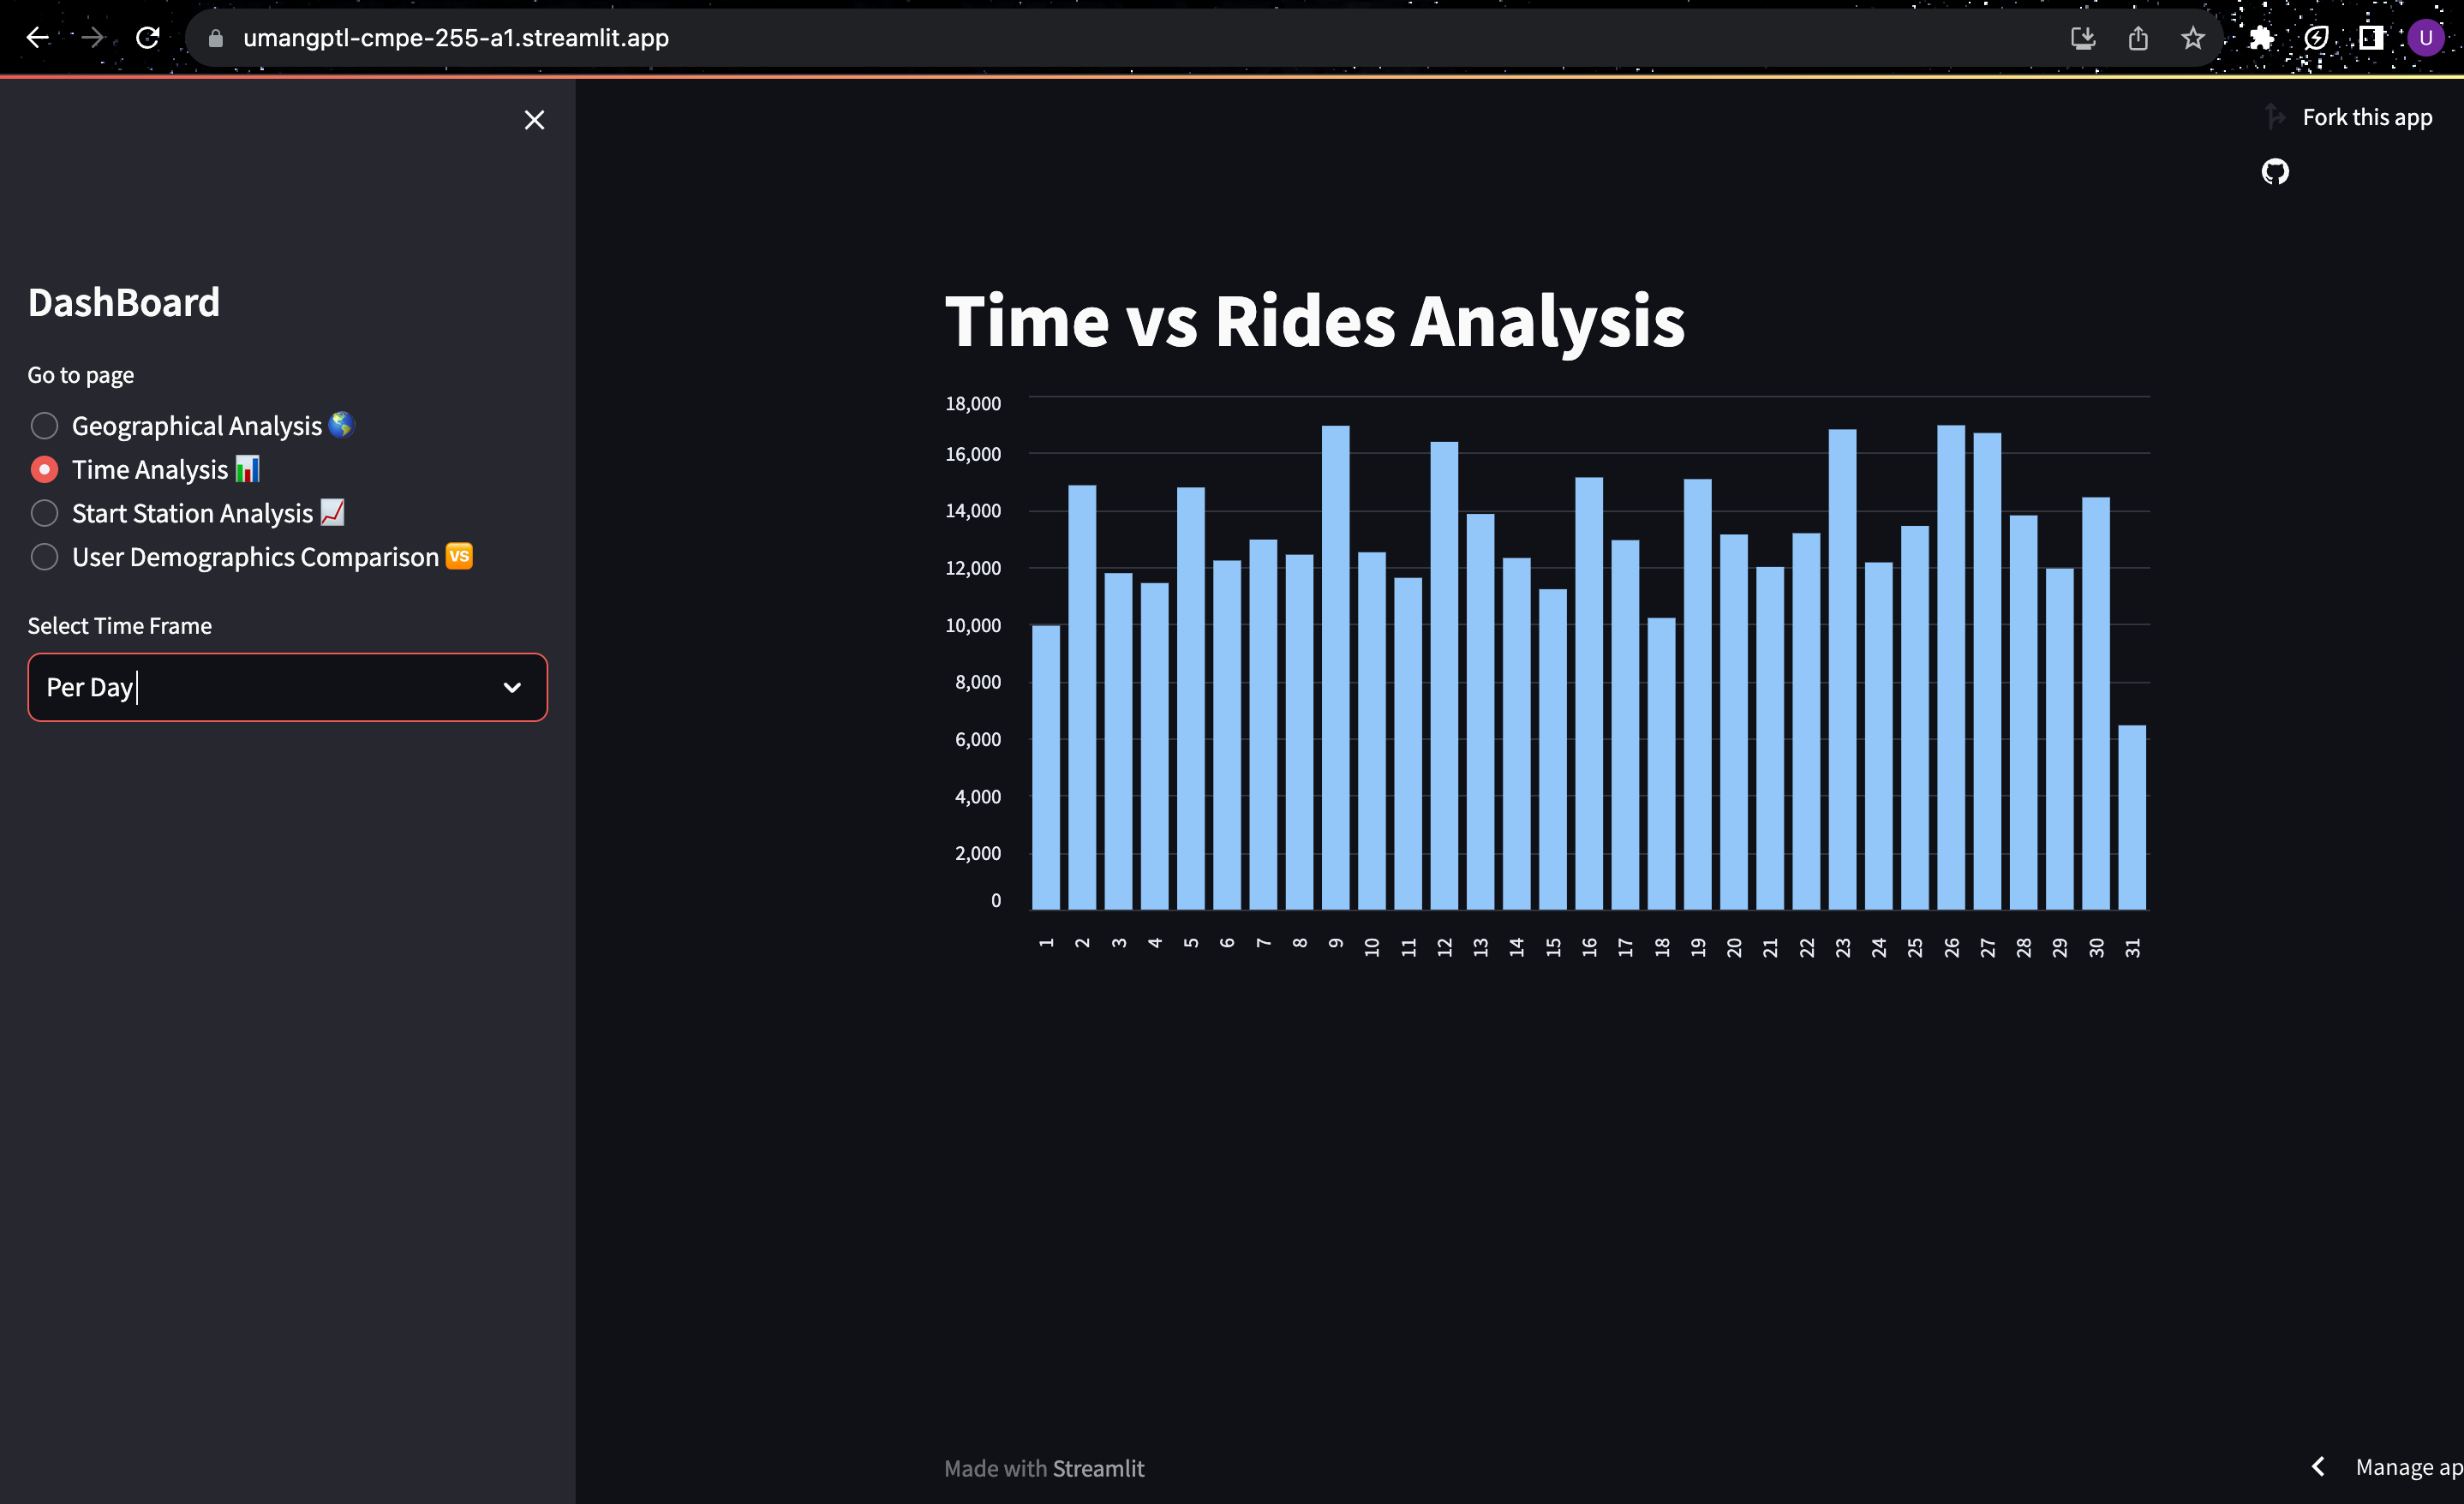 umangptl-cmpe-255-a1.streamlit.app
U
Fork this app
DashBoard
Go to page
Geographical Analysis 🌎
Time Analysis 📊
Start Station Analysis 📈
User Demographics Comparison 🆚
Select Time Frame
Per Day
Time vs Rides Analysis
18,000
16,000
14,000
12,000
10,000
8,000
6,000
4,000
2,000
0
1 2 3 4 5 6 7 8 9 10 11 12 13 14 15 16 17 18 19 20 21 22 23 24 25 26 27 28 29 30 31
Made with Streamlit
Manage ap